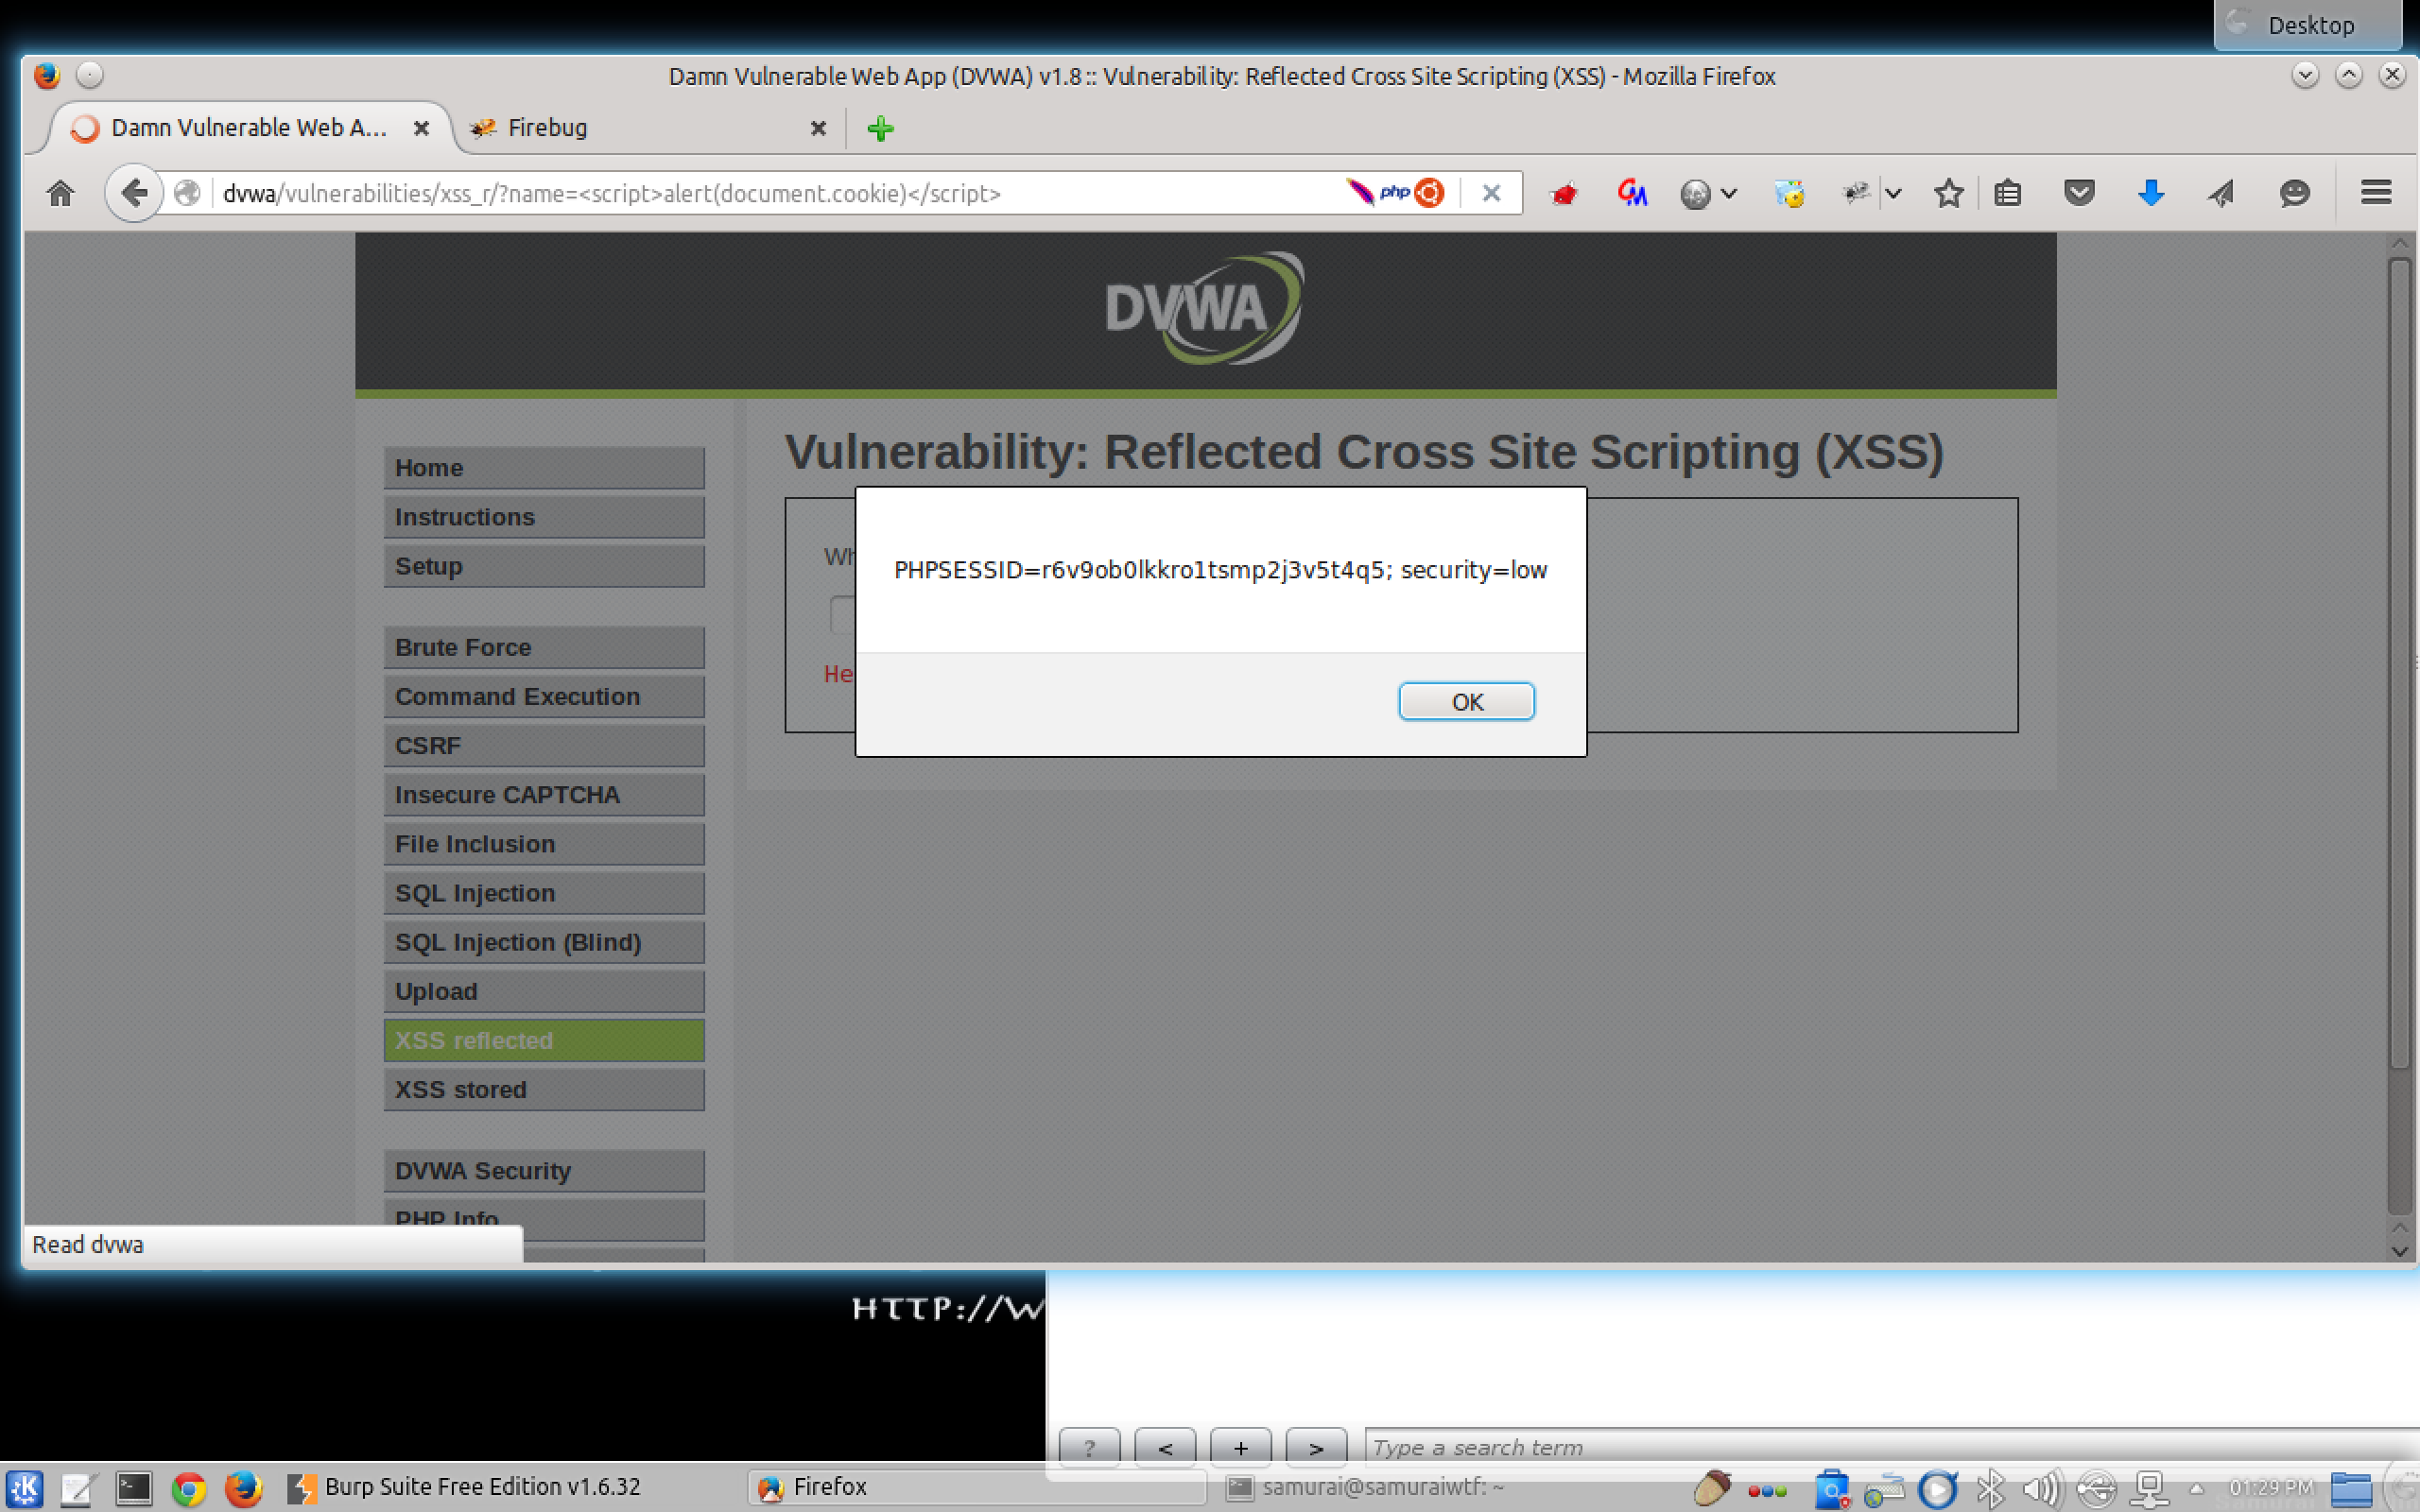 Desktop
Damn Vulnerable Web App (DVWA) v1.8 :: Vulnerability: Reflected Cross Site Scripting (XSS) - Mozilla Firefox
Damn Vulnerable Web A...
Firebug
dvwa/vulnerabilities/xss_r/?name=<script>alert(document.cookie)</script>
php
DVWA
Vulnerability: Reflected Cross Site Scripting (XSS)
Wh
He
PHPSESSID=r6v9ob0lkkro1tsmp2j3v5t4q5; security=low
OK
Home
Instructions
Setup
Brute Force
Command Execution
CSRF
Insecure CAPTCHA
File Inclusion
SQL Injection
SQL Injection (Blind)
Upload
XSS reflected
XSS stored
DVWA Security
PHP Info
Read dvwa
HTTP://W
? < + > Type a search term
Burp Suite Free Edition v1.6.32
Firefox
samurai@samuraiwtf: ~
01:29 PM